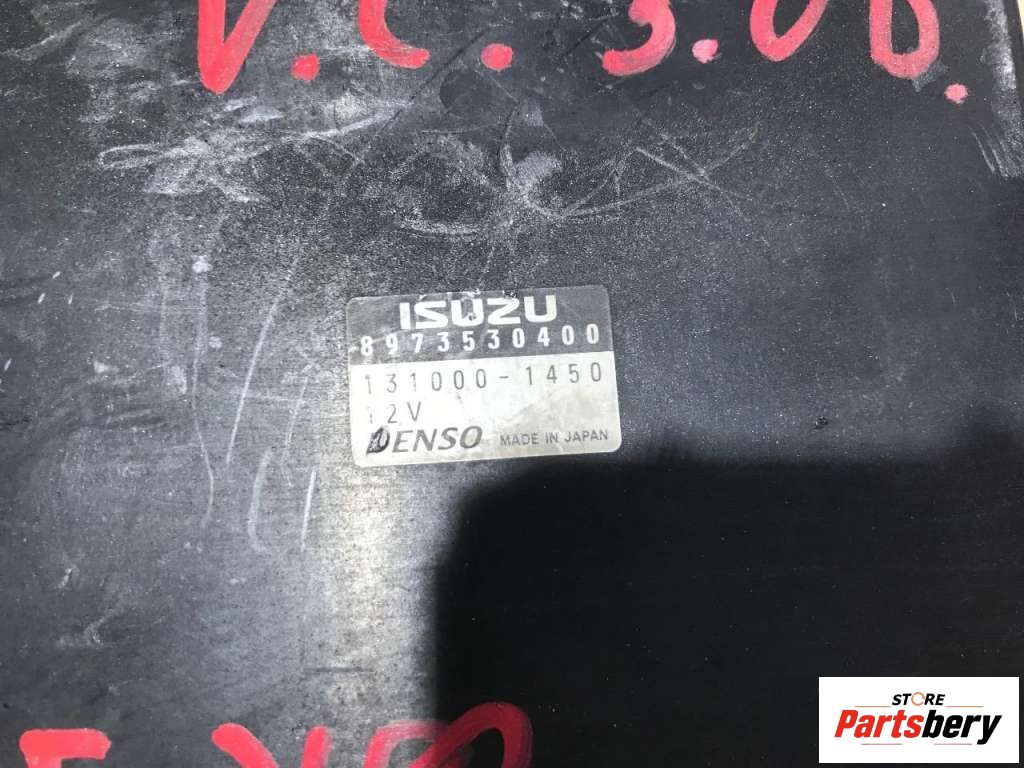 V.C. 3.0D.
ISUZU
8973530400
131000-1450
12V
DENSO MADE IN JAPAN
STORE
Partsbery